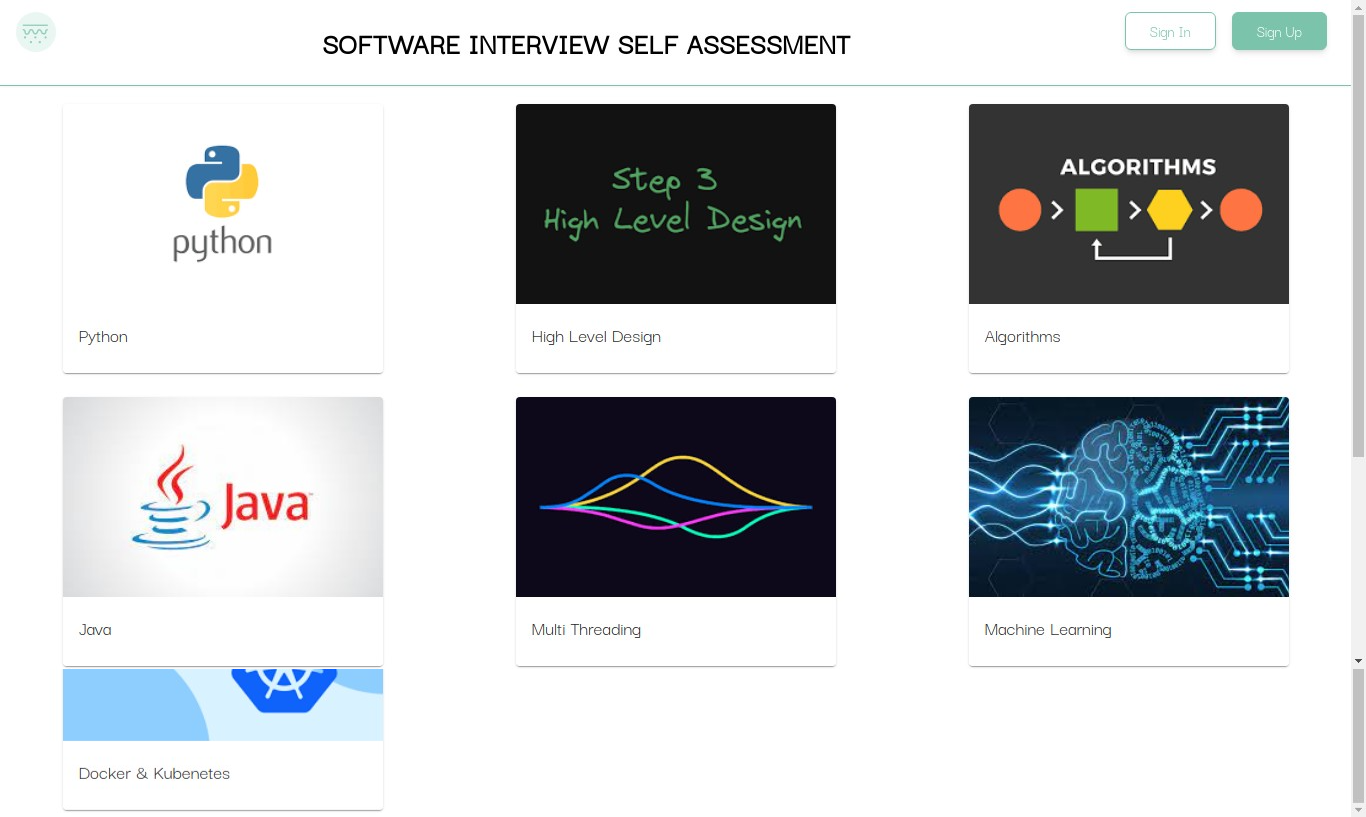 SOFTWARE INTERVIEW SELF ASSESSMENT
Sign In
Sign Up
python
Python
Step 3
High Level Design
High Level Design
ALGORITHMS
Algorithms
Java™
Java
Multi Threading
Machine Learning
Docker & Kubenetes